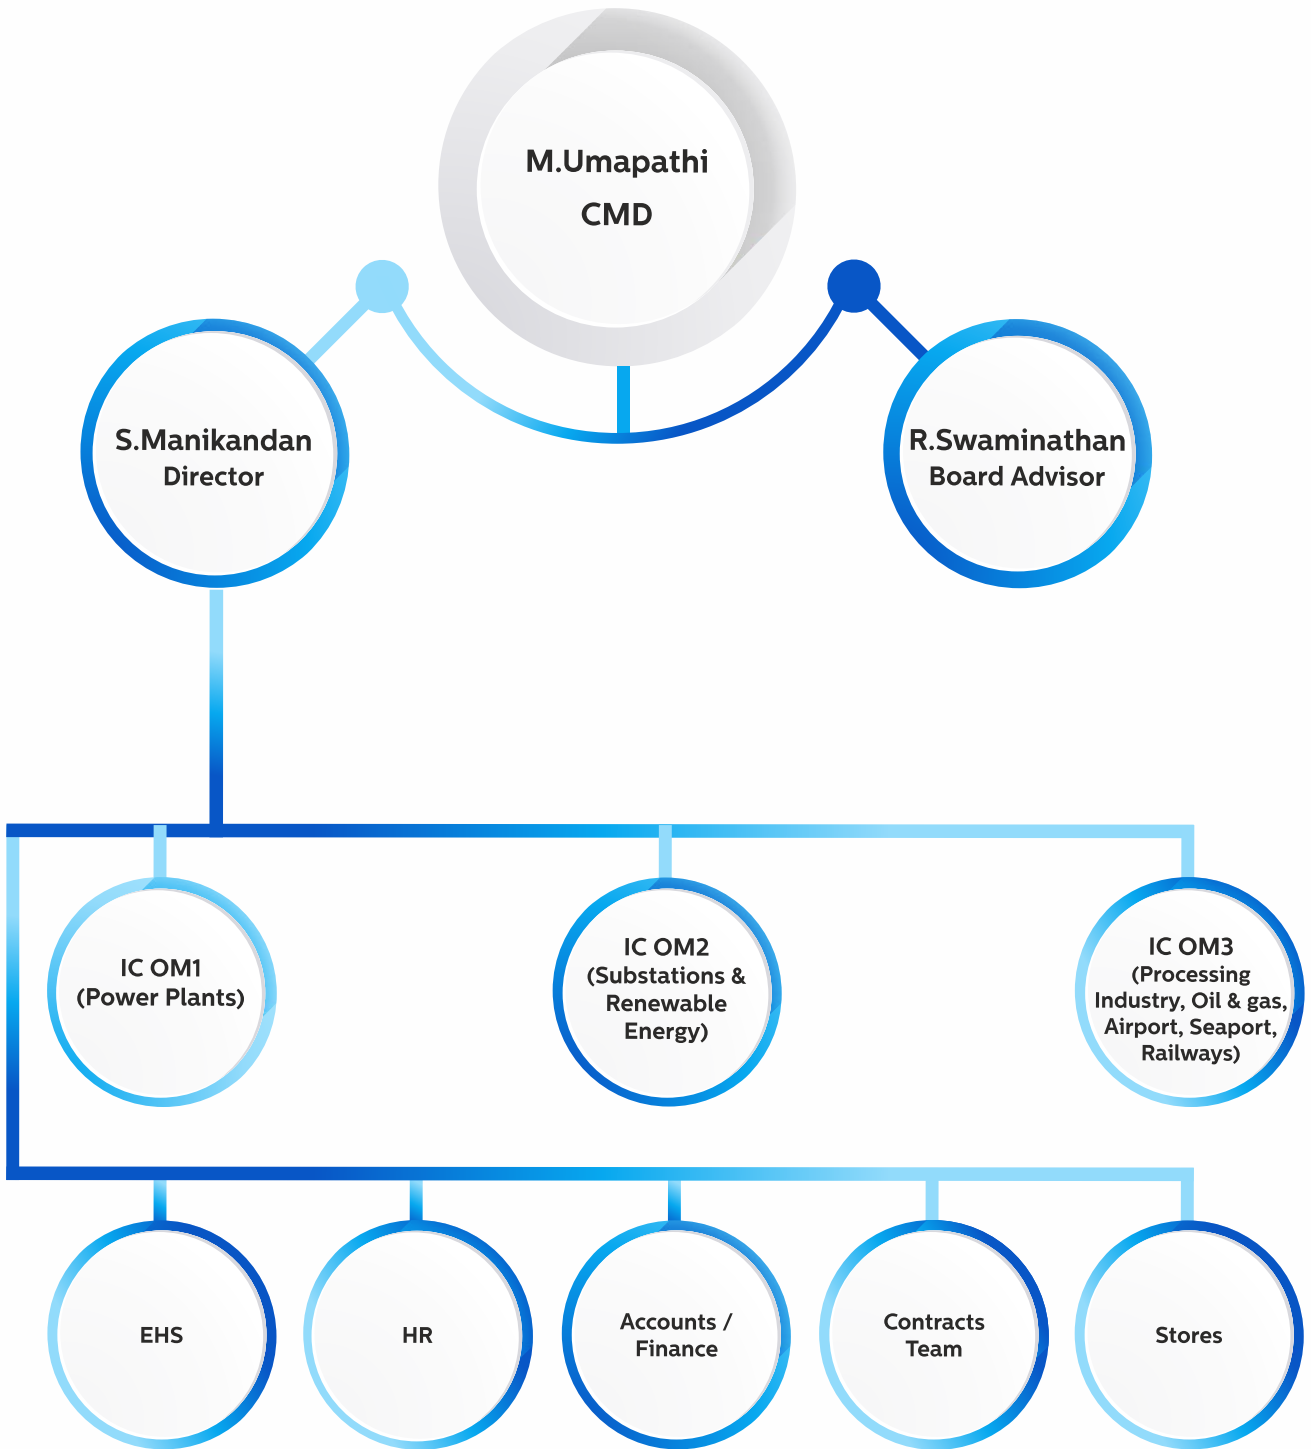 M.Umapathi
CMD
S.Manikandan
Director
R.Swaminathan
Board Advisor
IC OM1
(Power Plants)
IC OM2
(Substations &
Renewable
Energy)
IC OM3
(Processing
Industry, Oil & gas,
Airport, Seaport,
Railways)
EHS
HR
Accounts /
Finance
Contracts
Team
Stores